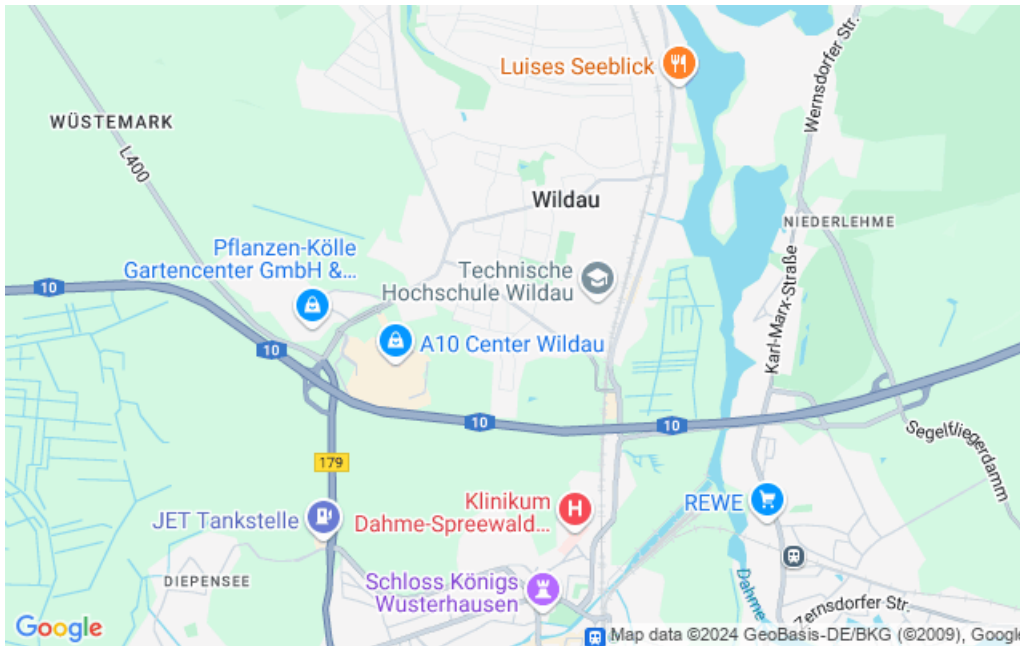 Luises Seeblick
Wernsdorfer Str.
WÜSTEMARK
L400
Wildau
NIEDERLEHME
Pflanzen-Kölle
Gartencenter GmbH &...
Technische
Hochschule Wildau
10
Karl-Marx-Straße
A10 Center Wildau
10
10
10
Segelfliegerdamm
179
Klinikum
Dahme-Spreewald...
REWE
JET Tankstelle
DIEPENSEE
Schloss Königs
Wusterhausen
Dahme
Zernsdorfer Str.
Google
Map data ©2024 GeoBasis-DE/BKG (©2009), Google